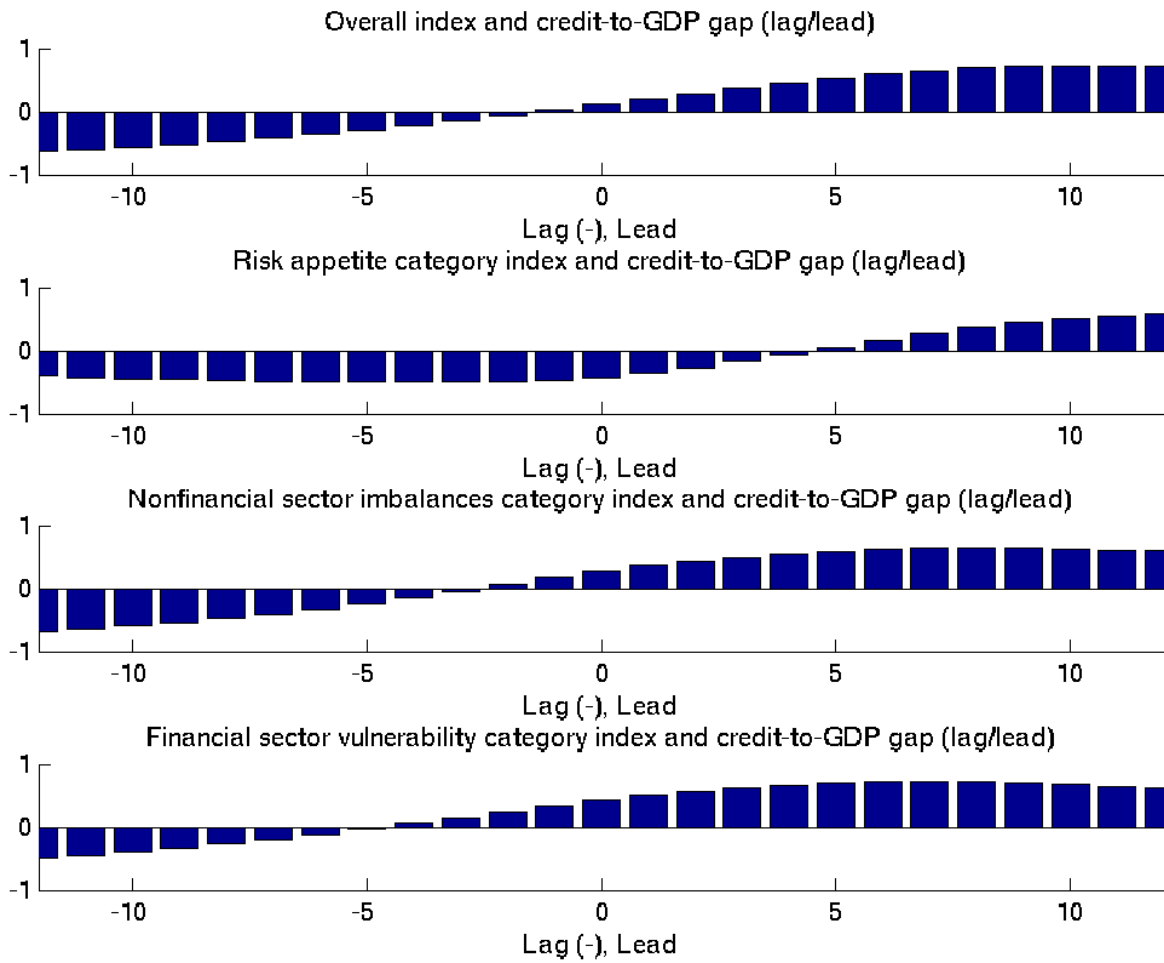 Overall index and credit-to-GDP gap (lag/lead)
1
0
-1
-10 -5 0 5 10
Lag (-), Lead
Risk appetite category index and credit-to-GDP gap (lag/lead)
1
0
-1
-10 -5 0 5 10
Lag (-), Lead
Nonfinancial sector imbalances category index and credit-to-GDP gap (lag/lead)
1
0
-1
-10 -5 0 5 10
Lag (-), Lead
Financial sector vulnerability category index and credit-to-GDP gap (lag/lead)
1
0
-1
-10 -5 0 5 10
Lag (-), Lead